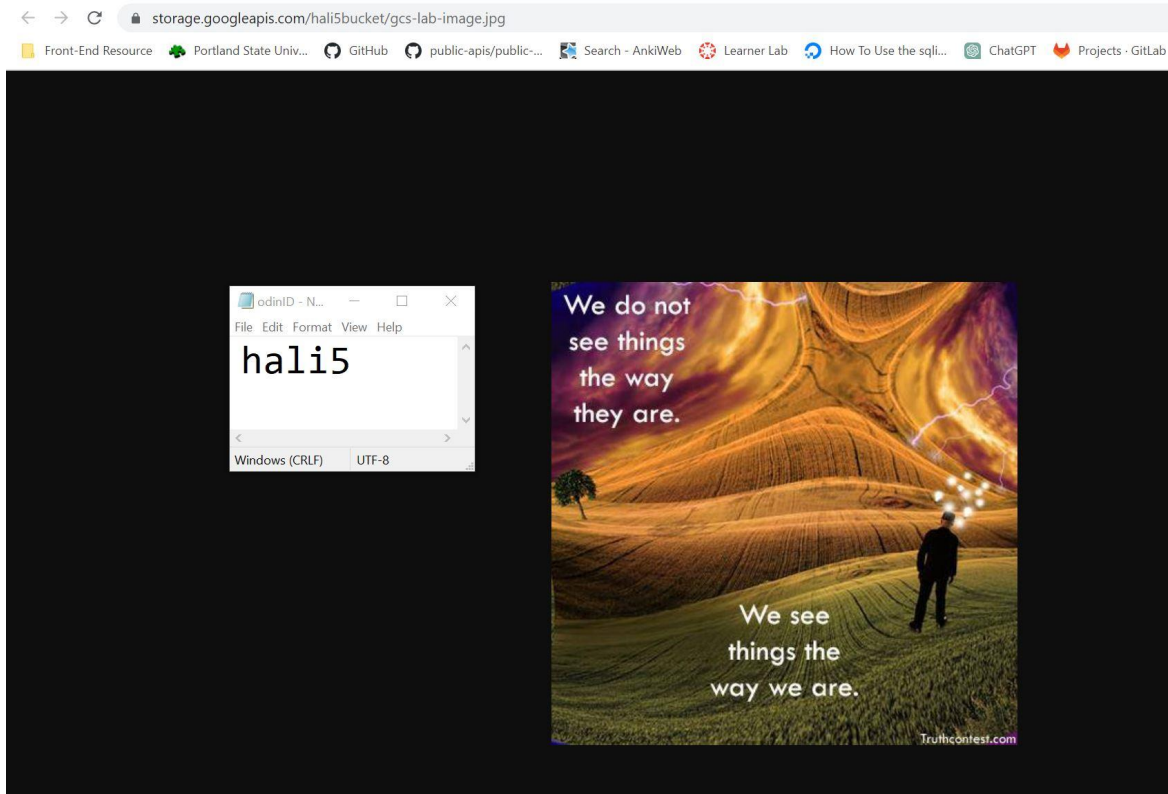 storage.googleapis.com/hali5bucket/gcs-lab-image.jpg
Front-End Resource Portland State Univ... GitHub public-apis/public-... Search - AnkiWeb Learner Lab How To Use the sqli... ChatGPT Projects · GitLab
odinID - N...
File Edit Format View Help
hali5
Windows (CRLF) UTF-8
We do not
see things
the way
they are.
We see
things the
way we are.
Truthcontest.com